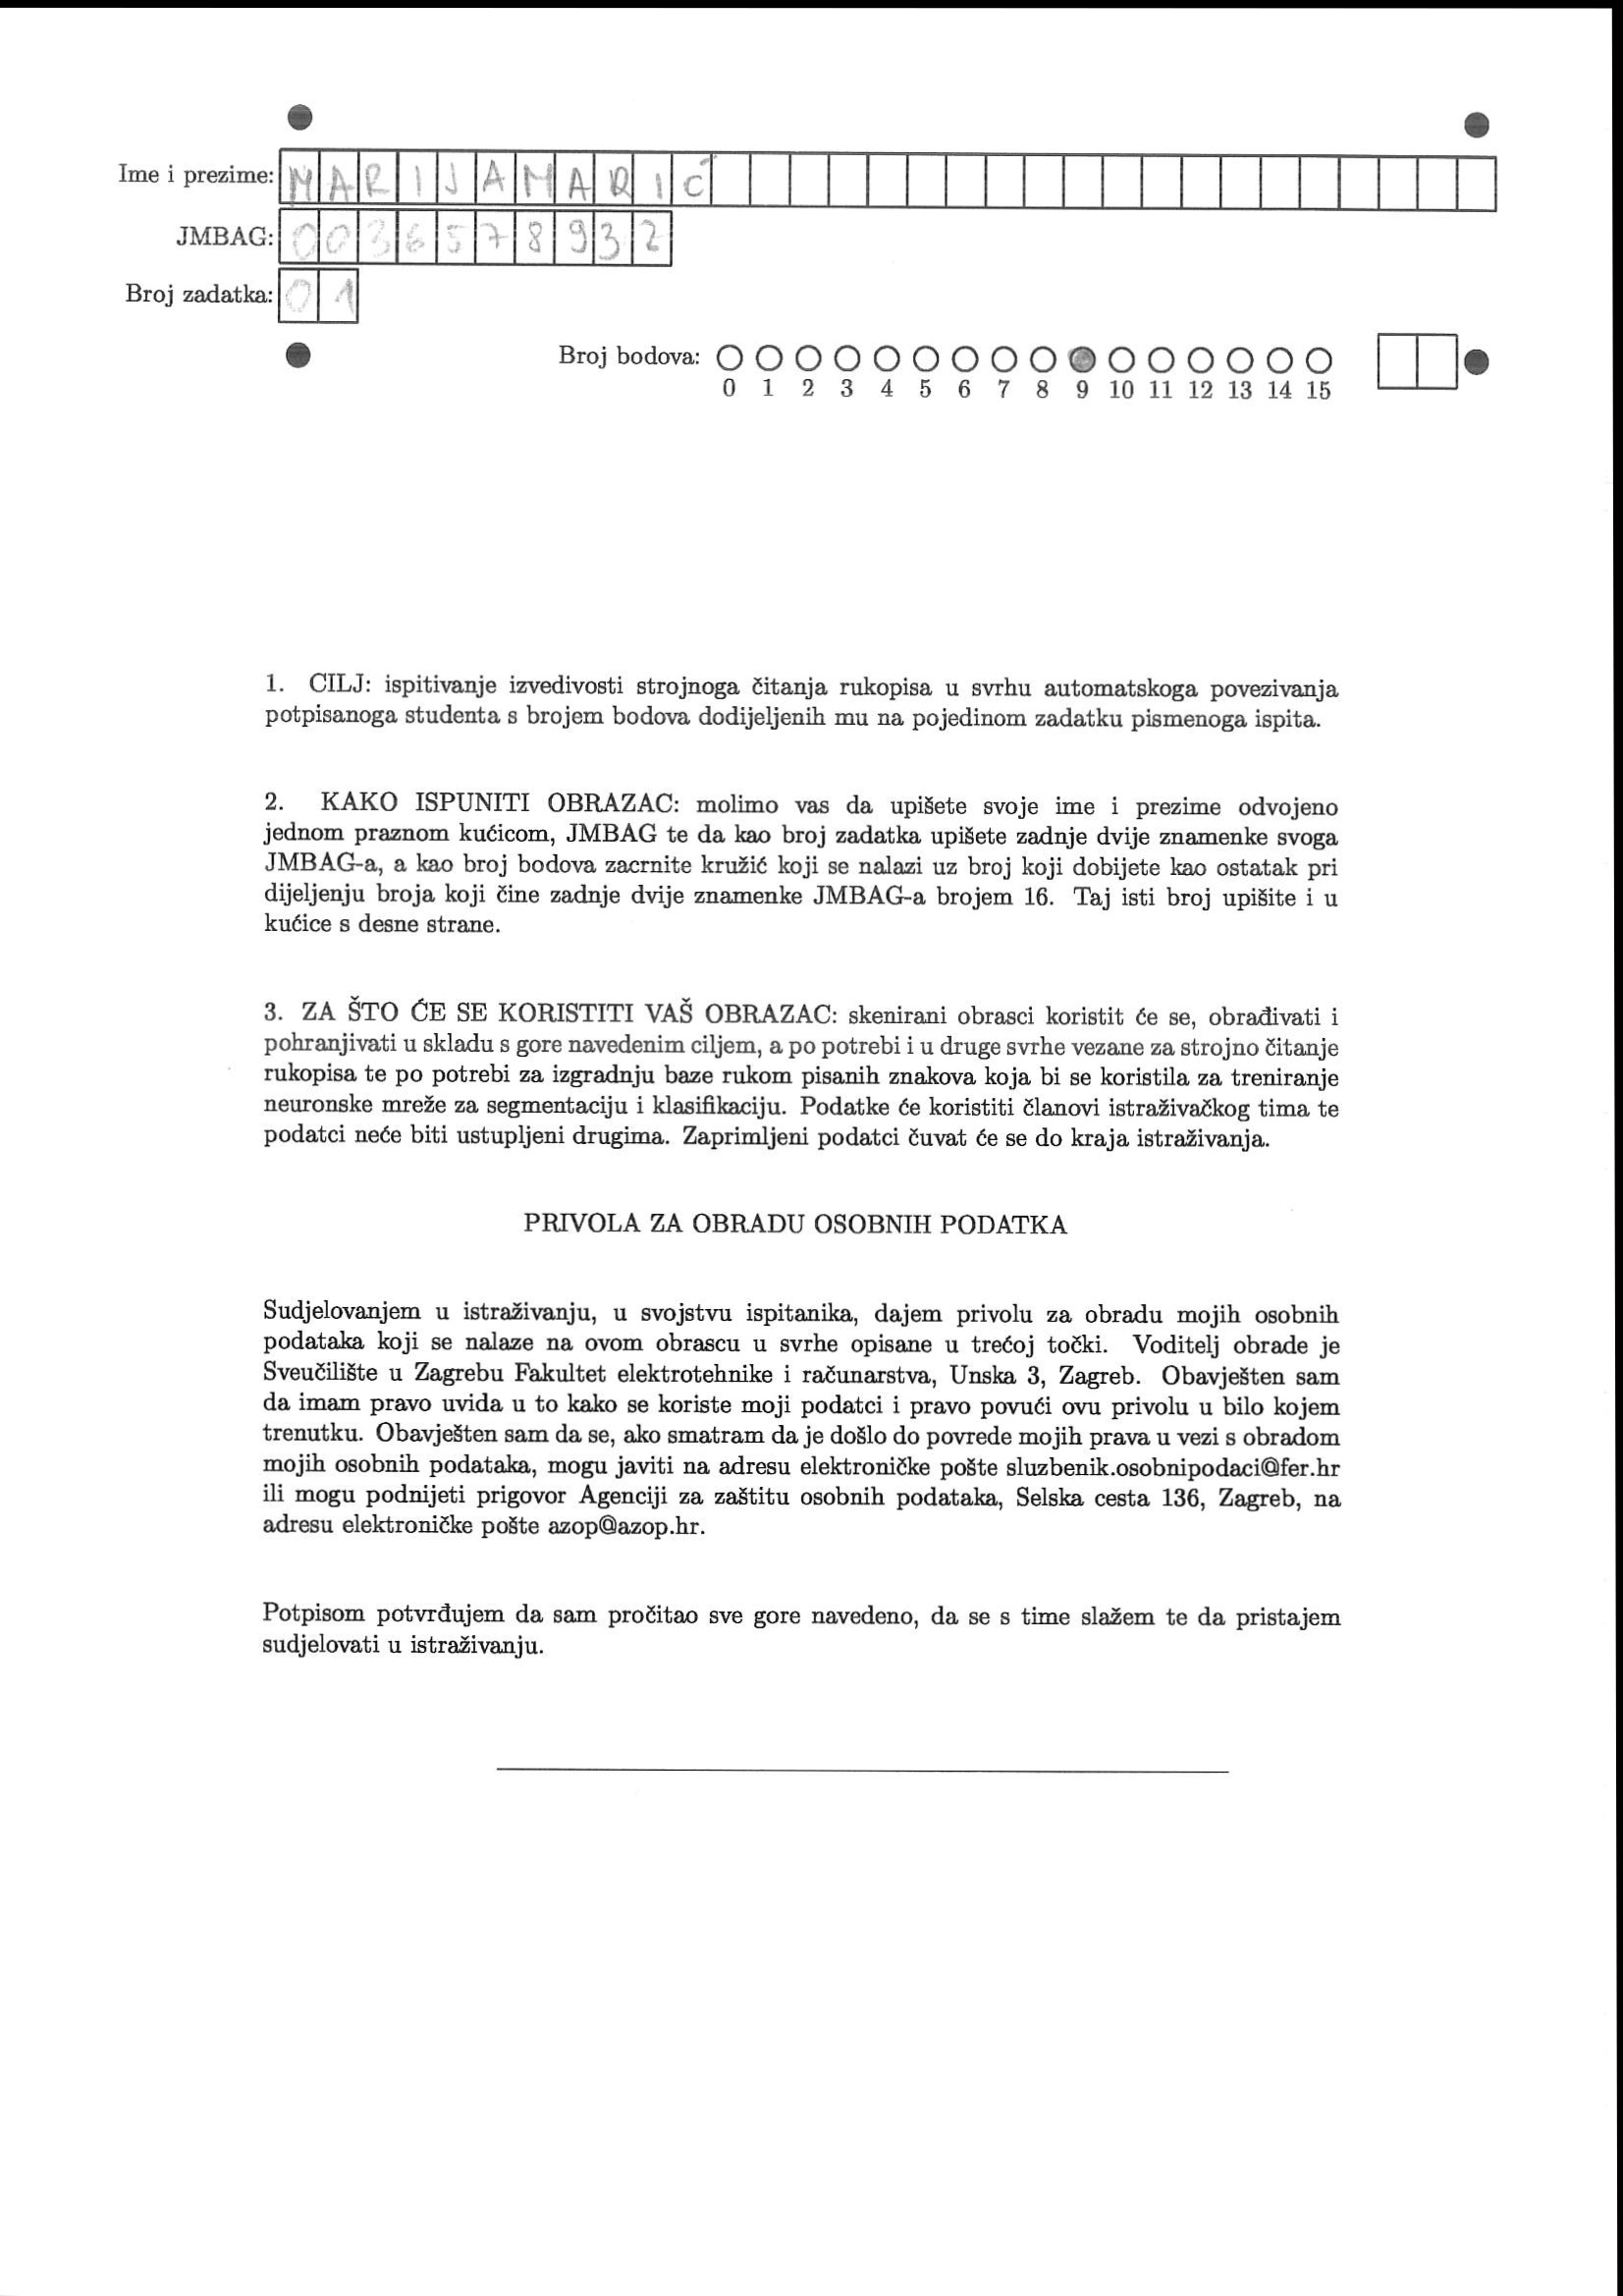 Ime i prezime: MARIJAMARIĆ
JMBAG: 0036578932
Broj zadatka: 01
Broj bodova:
0 1 2 3 4 5 6 7 8 9 10 11 12 13 14 15
1. CILJ: ispitivanje izvedivosti strojnoga čitanja rukopisa u svrhu automatskoga povezivanja
potpisanoga studenta s brojem bodova dodijeljenih mu na pojedinom zadatku pismenoga ispita.
2. KAKO ISPUNITI OBRAZAC: molimo vas da upišete svoje ime i prezime odvojeno
jednom praznom kućicom, JMBAG te da kao broj zadatka upišete zadnje dvije znamenke svoga
JMBAG-a, a kao broj bodova zacrnite kružić koji se nalazi uz broj koji dobijete kao ostatak pri
dijeljenju broja koji čine zadnje dvije znamenke JMBAG-a brojem 16. Taj isti broj upišite i u
kućice s desne strane.
3. ZA ŠTO ĆE SE KORISTITI VAŠ OBRAZAC: skenirani obrasci koristit će se, obrađivati i
pohranjivati u skladu s gore navedenim ciljem, a po potrebi i u druge svrhe vezane za strojno čitanje
rukopisa te po potrebi za izgradnju baze rukom pisanih znakova koja bi se koristila za treniranje
neuronske mreže za segmentaciju i klasifikaciju. Podatke će koristiti članovi istraživačkog tima te
podatci neće biti ustupljeni drugima. Zaprimljeni podatci čuvat će se do kraja istraživanja.
PRIVOLA ZA OBRADU OSOBNIH PODATKA
Sudjelovanjem u istraživanju, u svojstvu ispitanika, dajem privolu za obradu mojih osobnih
podataka koji se nalaze na ovom obrascu u svrhe opisane u trećoj točki. Voditelj obrade je
Sveučilište u Zagrebu Fakultet elektrotehnike i računarstva, Unska 3, Zagreb. Obavješten sam
da imam pravo uvida u to kako se koriste moji podatci i pravo povući ovu privolu u bilo kojem
trenutku. Obavješten sam da se, ako smatram da je došlo do povrede mojih prava u vezi s obradom
mojih osobnih podataka, mogu javiti na adresu elektroničke pošte sluzbenik.osobnipodaci@fer.hr
ili mogu podnijeti prigovor Agenciji za zaštitu osobnih podataka, Selska cesta 136, Zagreb, na
adresu elektroničke pošte azop@azop.hr.
Potpisom potvrđujem da sam pročitao sve gore navedeno, da se s time slažem te da pristajem
sudjelovati u istraživanju.